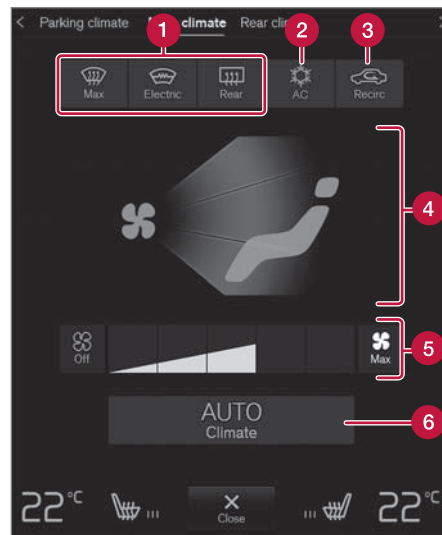 Parking climate climate Rear
1 2 3
Max Electric Rear AC Recirc
4
Off Max 5
AUTO 6
Climate
22°C Close 22°C